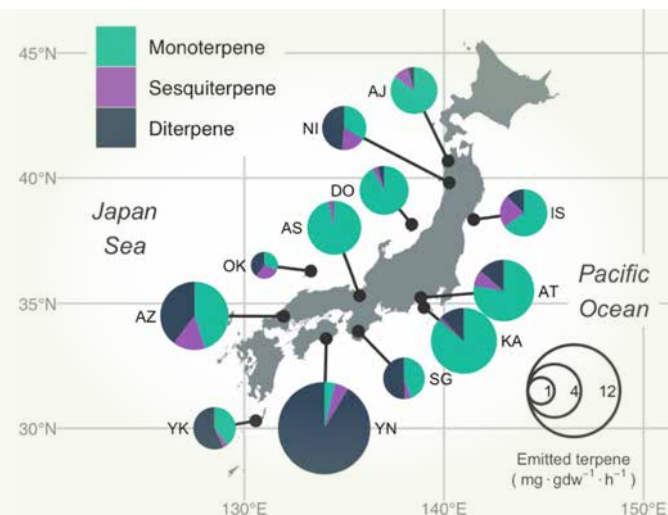 45°N
Monoterpene
Sesquiterpene
Diterpene
AJ
NI
40°N
DO
IS
AS
Japan
Sea
OK
Pacific
Ocean
35°N
AZ
AT
KA
SG
1 4 12
YK
YN
30°N
Emitted terpene
( mg · gdw⁻¹ · h⁻¹ )
130°E
140°E
150°E